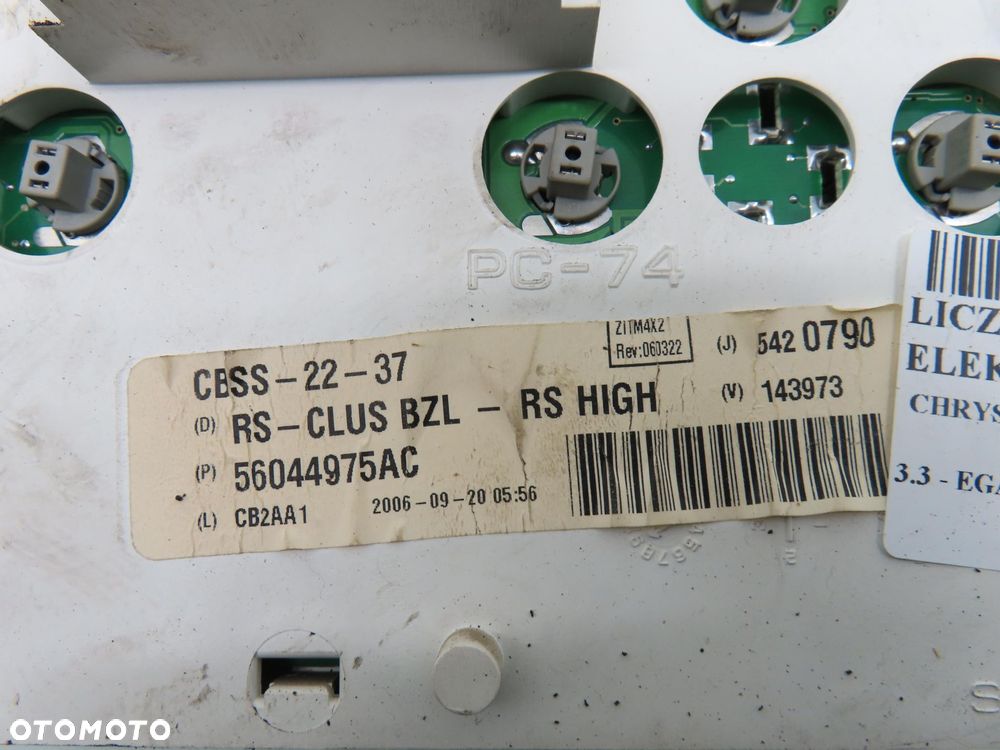 PC-74
CBSS-22-37
ZITM4X2
Rev:060322
(J) 5420790
(D) RS-CLUS BZL - RS HIGH
(V) 143973
(P) 56044975AC
(L) CB2AA1
2006-09-20 05:56
LICZ
ELEK
CHRYS
3.3 - EGA
S
OTOMOTO